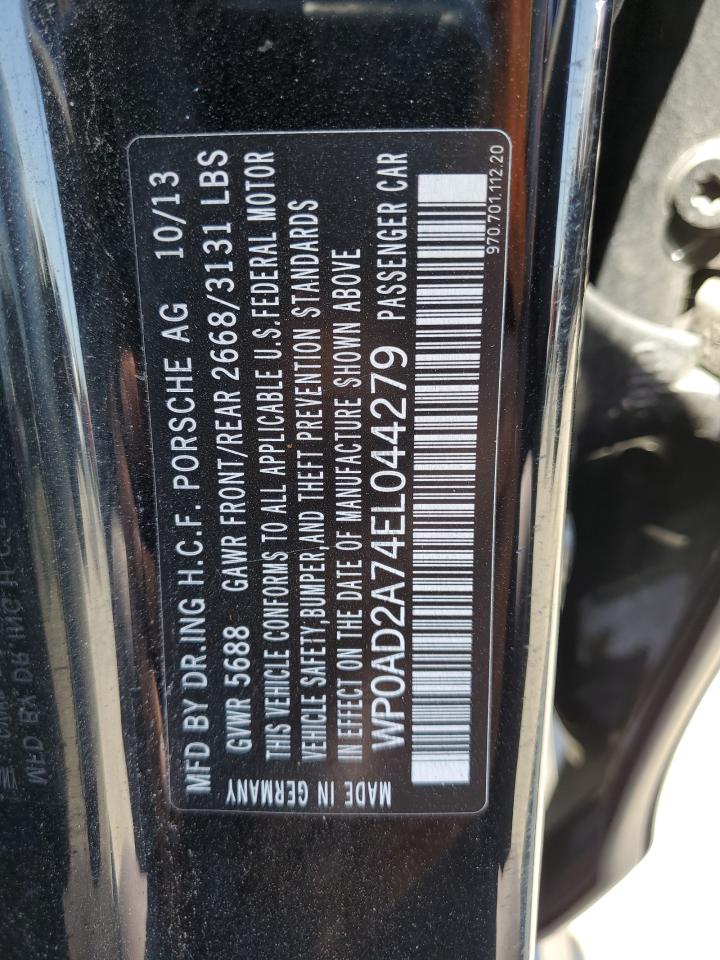 MFD BY DR.ING H.C.F. PORSCHE AG 10/13
GVWR 5688 GAWR FRONT/REAR 2668/3131 LBS
THIS VEHICLE CONFORMS TO ALL APPLICABLE U.S.FEDERAL MOTOR
VEHICLE SAFETY,BUMPER,AND THEFT PREVENTION STANDARDS
IN EFFECT ON THE DATE OF MANUFACTURE SHOWN ABOVE
WP0AD2A74EL044279 PASSENGER CAR
MADE IN GERMANY
970.701.112.20